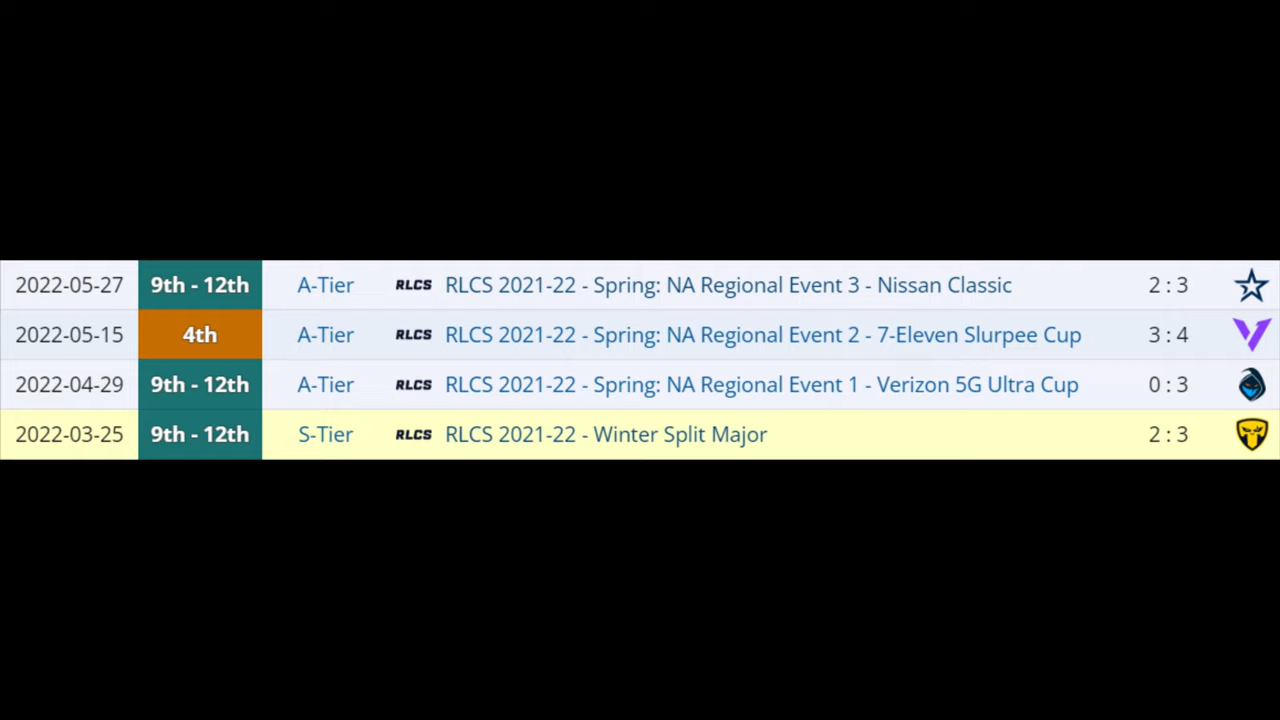 2022-05-27 9th - 12th A-Tier RLCS RLCS 2021-22 - Spring: NA Regional Event 3 - Nissan Classic 2 : 3
2022-05-15 4th A-Tier RLCS RLCS 2021-22 - Spring: NA Regional Event 2 - 7-Eleven Slurpee Cup 3 : 4
2022-04-29 9th - 12th A-Tier RLCS RLCS 2021-22 - Spring: NA Regional Event 1 - Verizon 5G Ultra Cup 0 : 3
2022-03-25 9th - 12th S-Tier RLCS RLCS 2021-22 - Winter Split Major 2 : 3